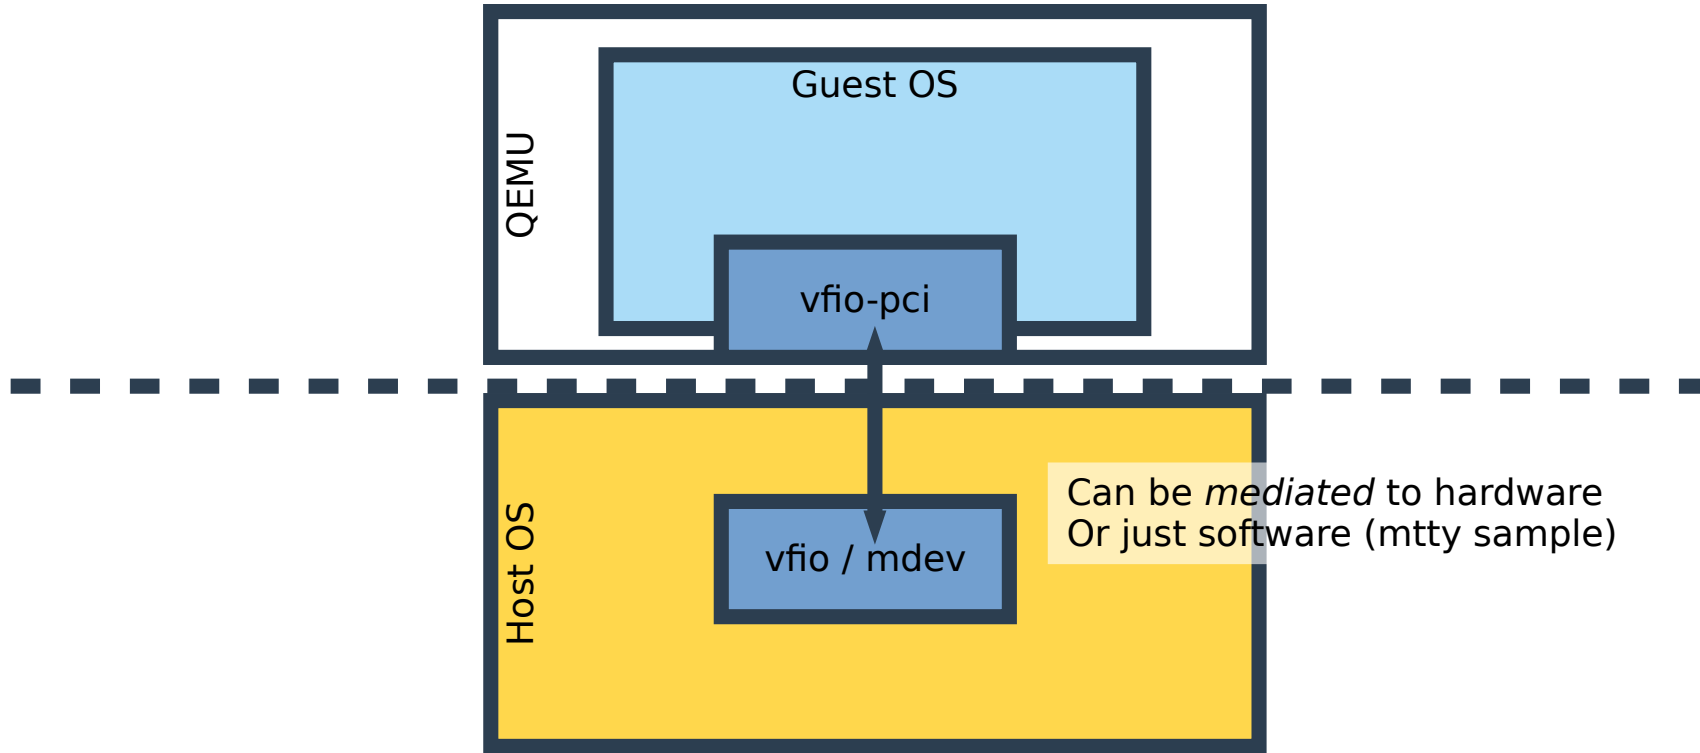 Guest OS
QEMU
vfio-pci
Can be mediated to hardware
Or just software (mtty sample)
Host OS
vfio / mdev